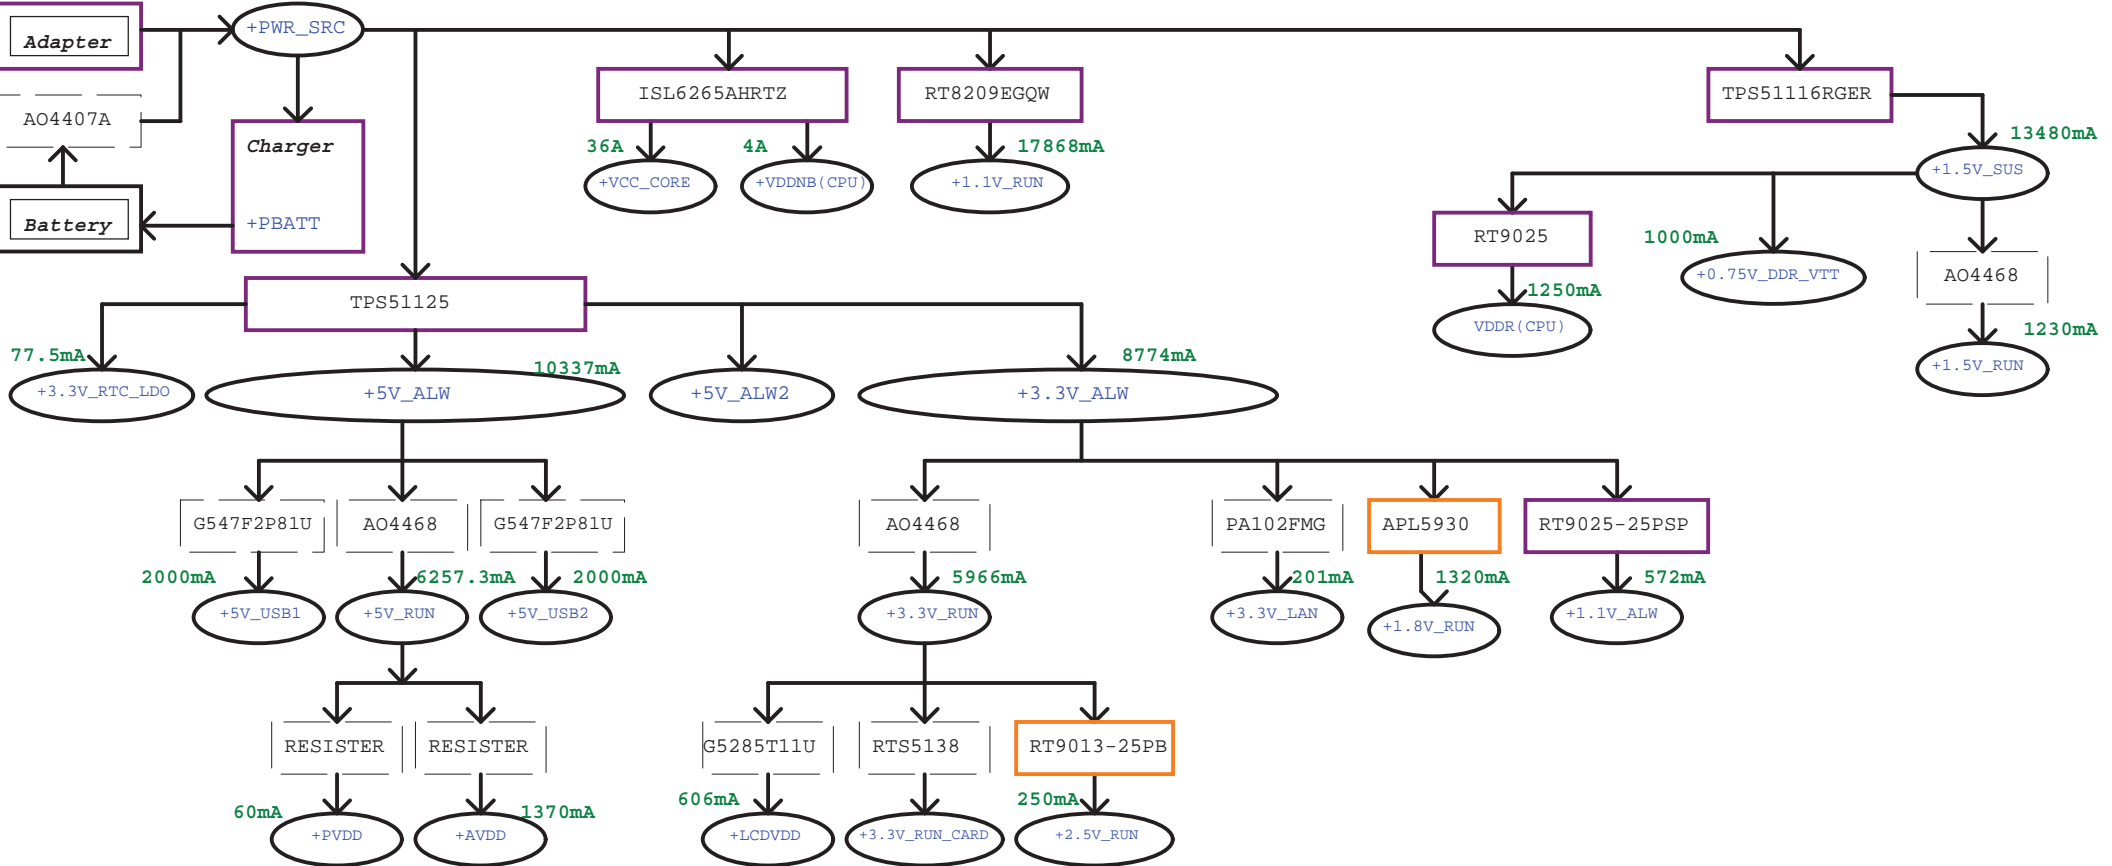 Adapter
+PWR_SRC
AO4407A
Charger
+PBATT
Battery
ISL6265AHRTZ
RT8209EGQW
TPS51116RGER
36A
4A
17868mA
13480mA
+VCC_CORE
+VDDNB(CPU)
+1.1V_RUN
+1.5V_SUS
RT9025
1000mA
+0.75V_DDR_VTT
AO4468
1250mA
VDDR(CPU)
1230mA
+1.5V_RUN
TPS51125
77.5mA
10337mA
8774mA
+3.3V_RTC_LDO
+5V_ALW
+5V_ALW2
+3.3V_ALW
G547F2P81U
AO4468
G547F2P81U
AO4468
PA102FMG
APL5930
RT9025-25PSP
2000mA
6257.3mA
2000mA
5966mA
201mA
1320mA
572mA
+5V_USB1
+5V_RUN
+5V_USB2
+3.3V_RUN
+3.3V_LAN
+1.8V_RUN
+1.1V_ALW
RESISTER
RESISTER
G5285T11U
RTS5138
RT9013-25PB
60mA
1370mA
606mA
250mA
+PVDD
+AVDD
+LCDVDD
+3.3V_RUN_CARD
+2.5V_RUN